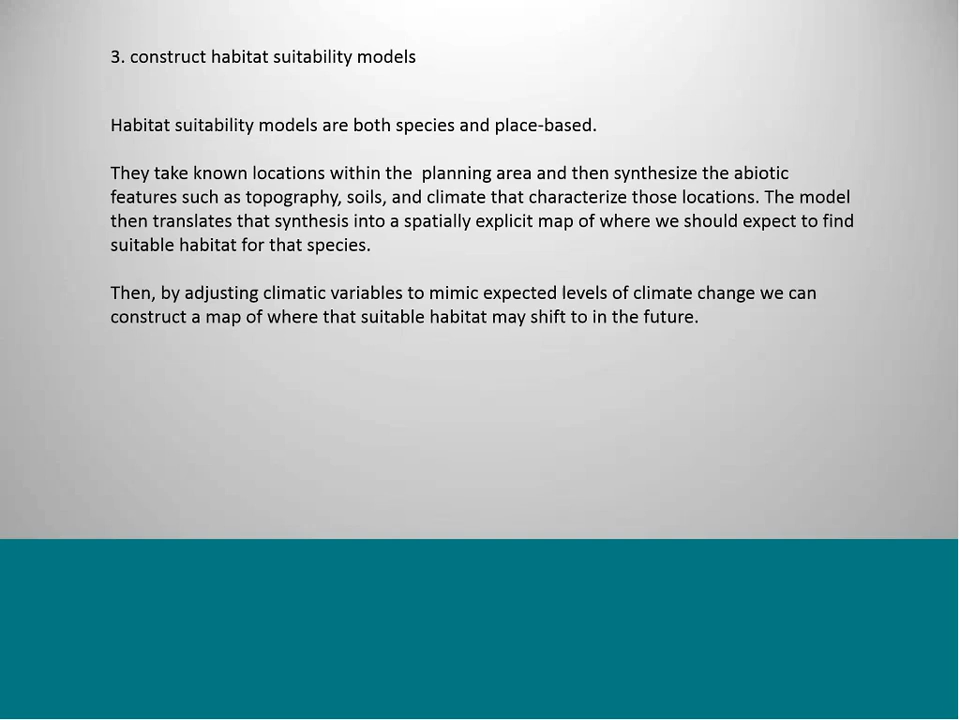 3. construct habitat suitability models
Habitat suitability models are both species and place-based.
They take known locations within the  planning area and then synthesize the abiotic
features such as topography, soils, and climate that characterize those locations. The model
then translates that synthesis into a spatially explicit map of where we should expect to find
suitable habitat for that species.
Then, by adjusting climatic variables to mimic expected levels of climate change we can
construct a map of where that suitable habitat may shift to in the future.